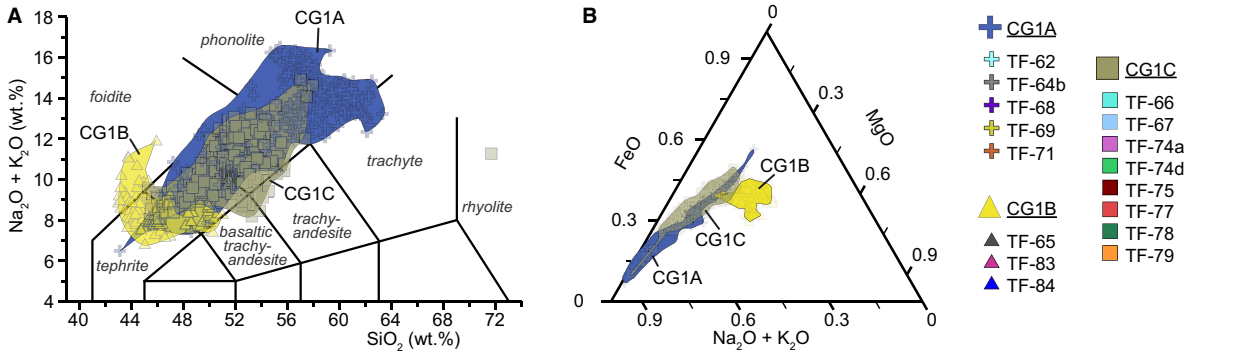 A
18
16
14
12
10
8
6
4
Na2O + K2O (wt.%)
40 44 48 52 56 60 64 68 72
SiO2 (wt.%)
CG1A
phonolite
foidite
CG1B
trachyte
CG1C
rhyolite
trachy-
andesite
basaltic
trachy-
andesite
tephrite
B
0
0.9
0.3
MgO
0.6
FeO
CG1B
0.6
0.3
CG1C
CG1A
0.9
0
0.9 0.6 0.3 0
Na2O + K2O
CG1A
TF-62
TF-64b
TF-68
TF-69
TF-71
CG1B
TF-65
TF-83
TF-84
CG1C
TF-66
TF-67
TF-74a
TF-74d
TF-75
TF-77
TF-78
TF-79